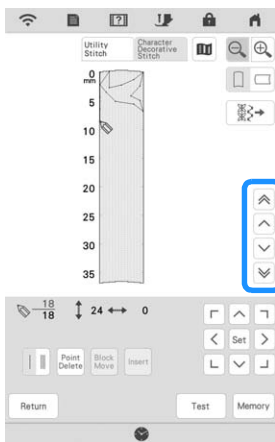 Utility Stitch
Character Decorative Stitch
0
mm
5
10
15
20
25
30
35
18
18
24
0
Point Delete
Block Move
Insert
Set
Return
Test
Memory